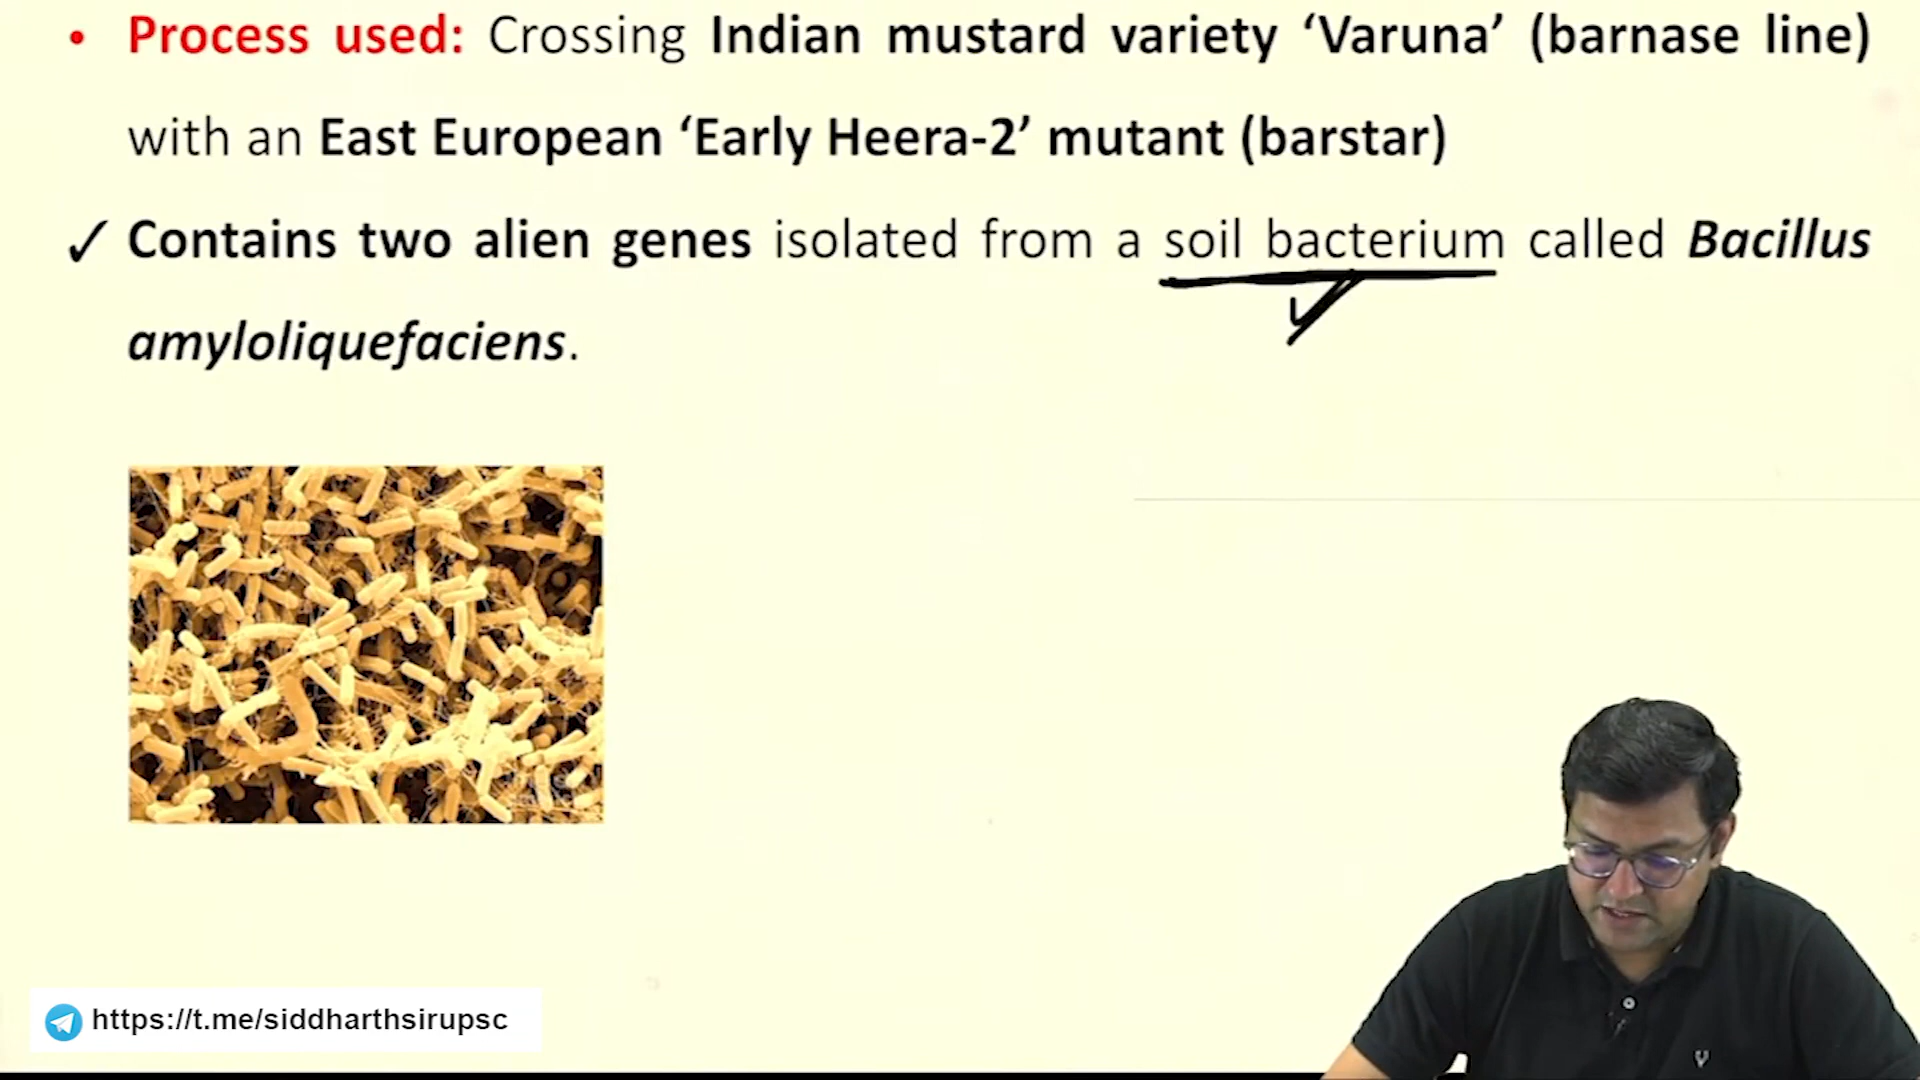 • Process used: Crossing Indian mustard variety ‘Varuna’ (barnase line)
with an East European ‘Early Heera-2’ mutant (barstar)
✓ Contains two alien genes isolated from a soil bacterium called Bacillus
amyloliquefaciens.
https://t.me/siddharthsirupsc